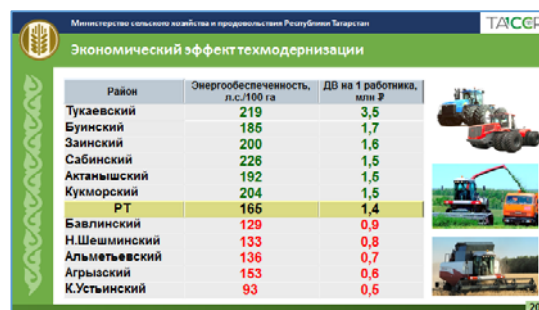 Министерство сельского хозяйства и продовольствия Республики Татарстан
Экономический эффект техмодернизации
Район Энергообеспеченность, л.с./100 га ДВ на 1 работника, млн ₽
Тукаевский 219 3,5
Буинский 185 1,7
Заинский 200 1,6
Сабинский 226 1,5
Актанышский 192 1,5
Кукморский 204 1,5
РТ 165 1,4
Бавлинский 129 0,9
Н.Шешминский 133 0,8
Альметьевский 136 0,7
Агрызский 153 0,6
К.Устьинский 93 0,5